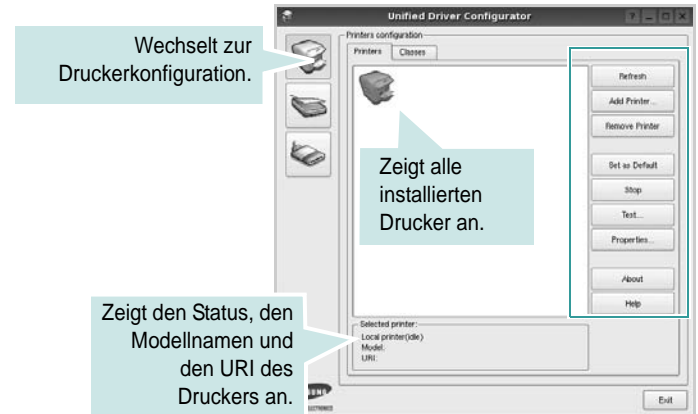 Unified Driver Configurator
Wechselt zur
Druckerkonfiguration.
Printers configuration
Printers
Classes
Refresh
Add Printer...
Remove Printer
Set as Default
Stop
Test...
Properties...
About
Help
Zeigt alle
installierten
Drucker an.
Zeigt den Status, den
Modellnamen und
den URI des
Druckers an.
Selected printer:
Local printer(idle)
Model:
URI:
Exit